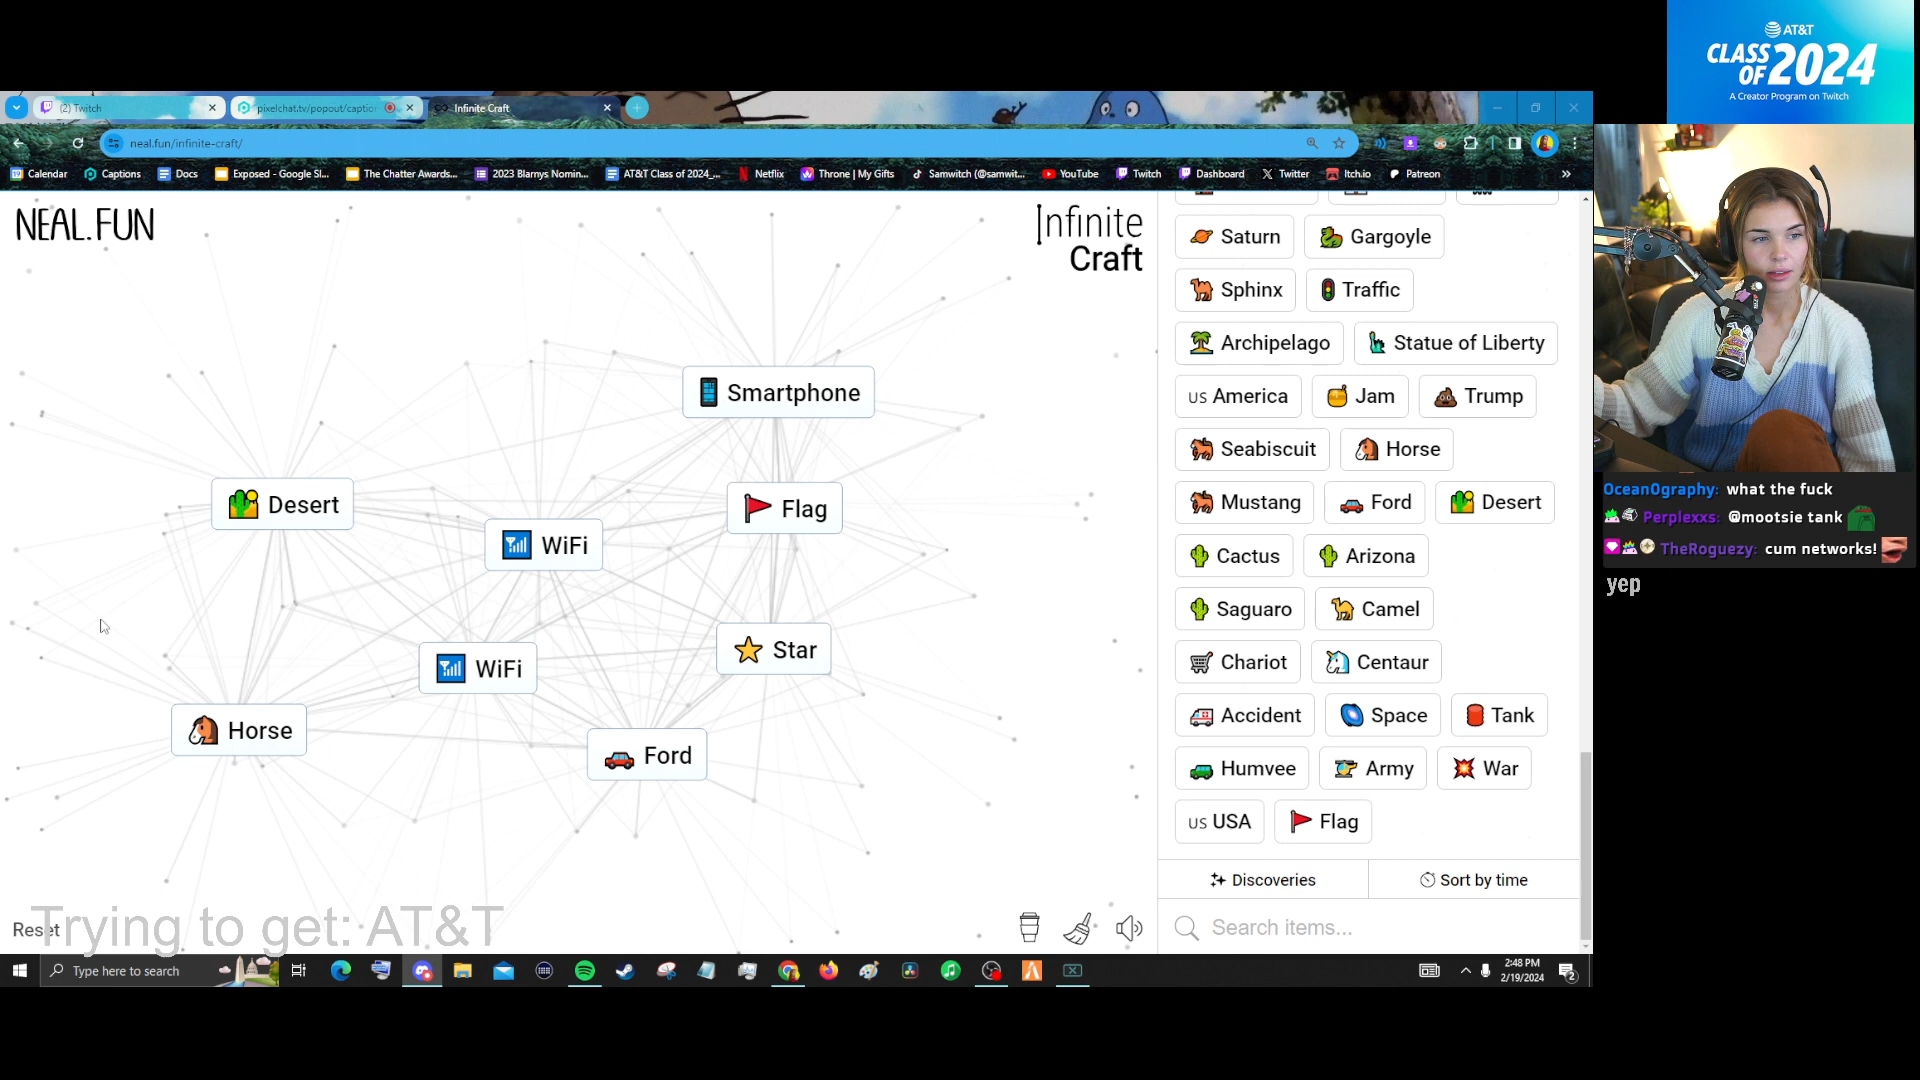 AT&T
CLASS
OF 2024
A Creator Program on Twitch
(2) Twitch
pixelchat.tv/popout/captio
Infinite Craft
neal.fun/infinite-craft/
Calendar
Captions
Docs
Exposed - Google Sl...
The Chatter Awards...
2023 Blarnys Nomin...
AT&T Class of 2024_...
Netflix
Throne | My Gifts
Samwitch (@samwit...
YouTube
Twitch
Dashboard
Twitter
Itch.io
Patreon
NEAL.FUN
Infinite
Craft
Smartphone
Desert
Flag
WiFi
Star
WiFi
Horse
Ford
Saturn
Gargoyle
Sphinx
Traffic
Archipelago
Statue of Liberty
US America
Jam
Trump
Seabiscuit
Horse
Mustang
Ford
Desert
Cactus
Arizona
Saguaro
Camel
Chariot
Centaur
Accident
Space
Tank
Humvee
Army
War
US USA
Flag
Discoveries
Sort by time
Search items...
Reset
Trying to get: AT&T
OceanOgraphy: what the fuck
Perplexxs: @mootsie tank
TheRoguezy: cum networks!
yep
Type here to search
2:48 PM
2/19/2024
2